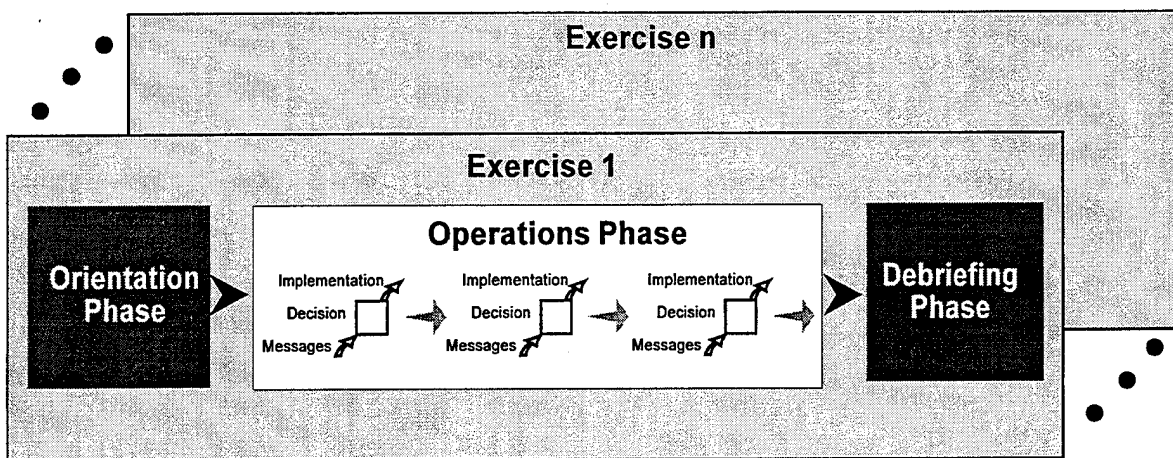 Exercise n
Exercise 1
Orientation
Phase
Operations Phase
Implementation
Decision
Messages
Implementation
Decision
Messages
Implementation
Decision
Messages
Debriefing
Phase